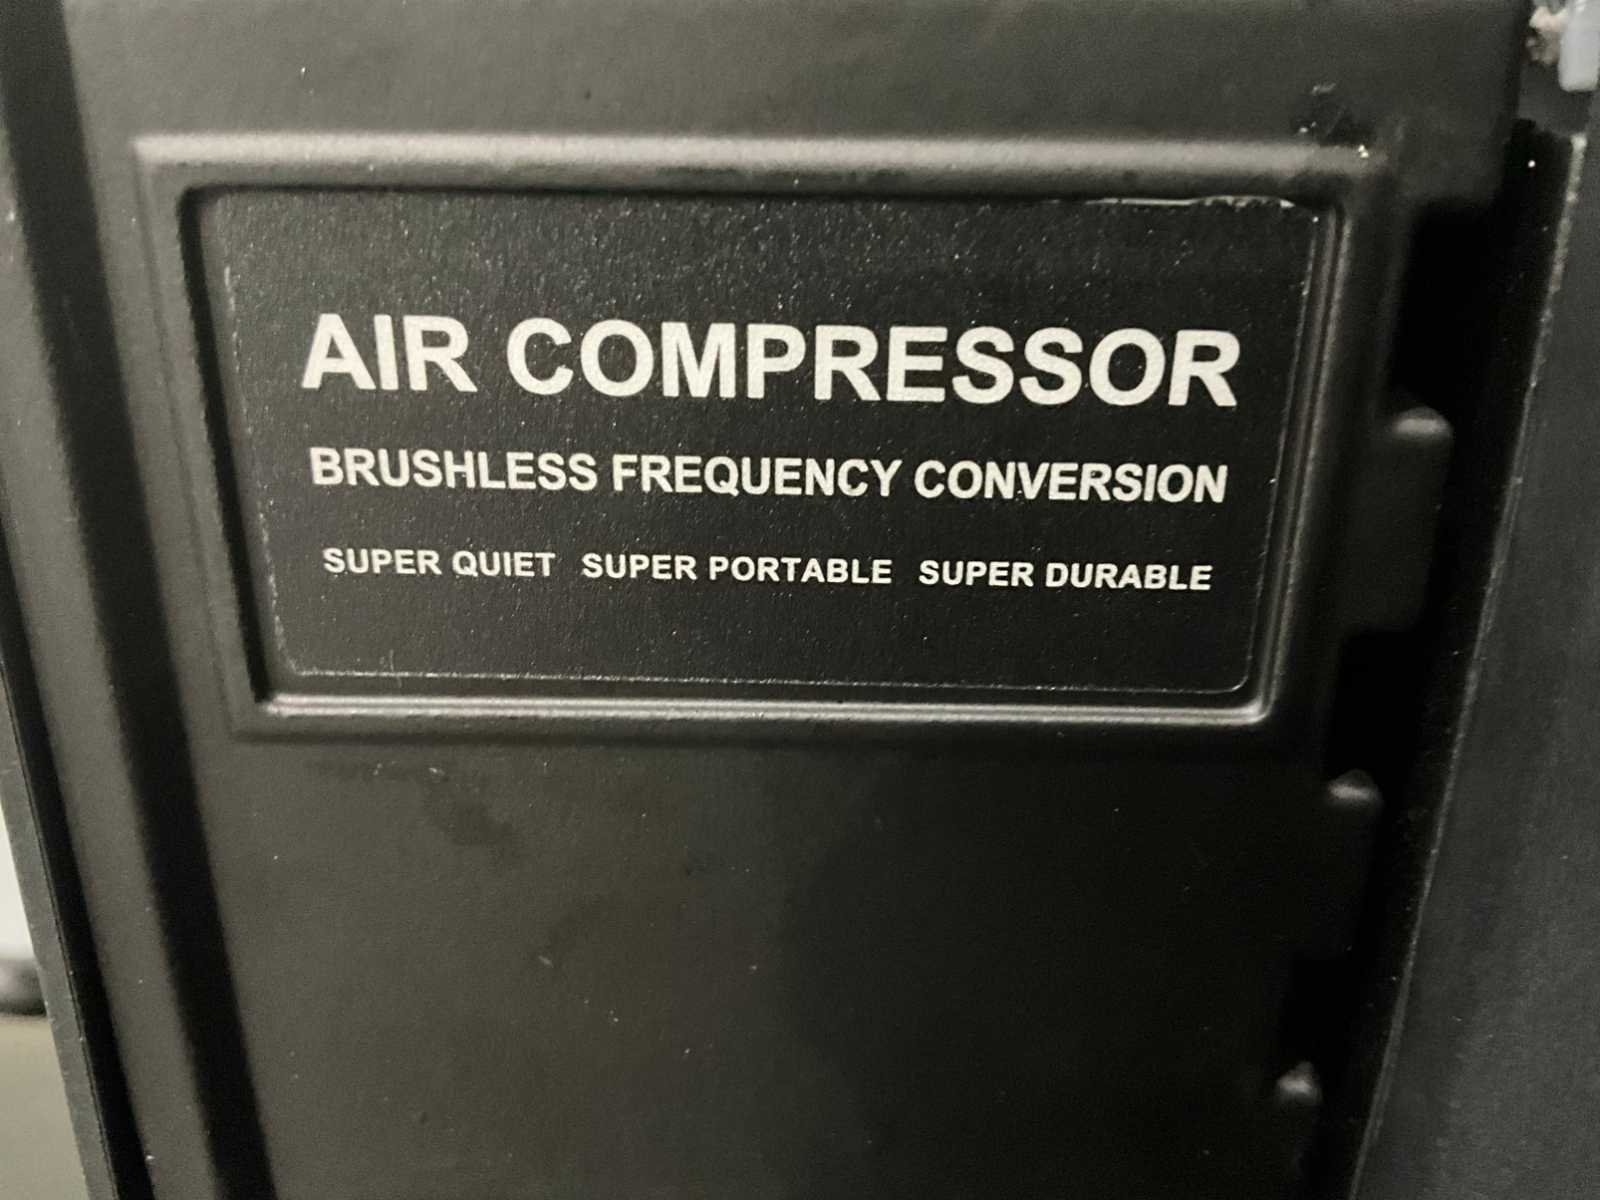 AIR COMPRESSOR
BRUSHLESS FREQUENCY CONVERSION
SUPER QUIET SUPER PORTABLE SUPER DURABLE